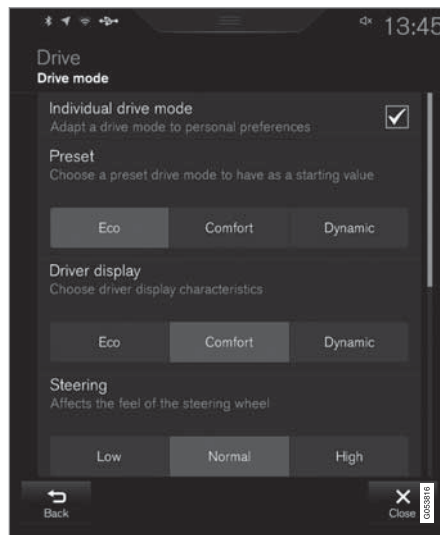 13:45
Drive
Drive mode
Individual drive mode
Adapt a drive mode to personal preferences
Preset
Choose a preset drive mode to have as a starting value
Eco Comfort Dynamic
Driver display
Choose driver display characteristics
Eco Comfort Dynamic
Steering
Affects the feel of the steering wheel
Low Normal High
Back Close
G053816